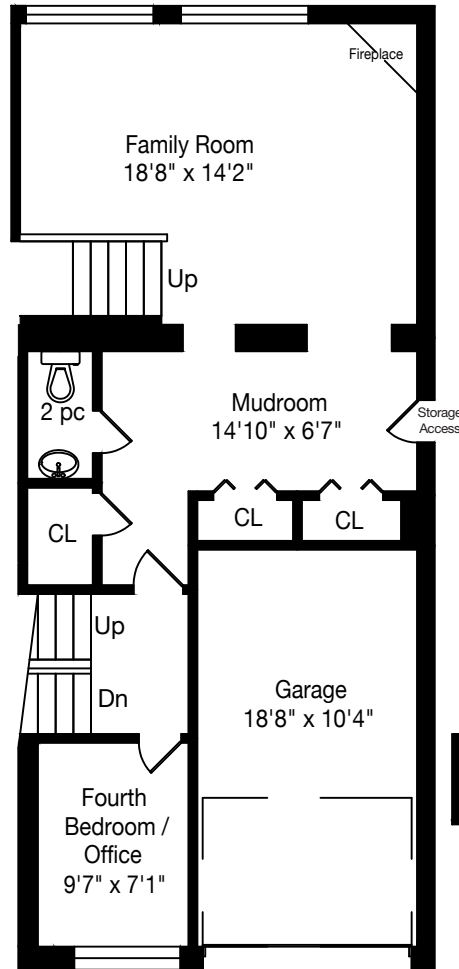 Fireplace
Family Room
18'8" x 14'2"
Up
2 pc
Mudroom
14'10" x 6'7"
Storage
Access
CL
CL
CL
Up
Dn
Garage
18'8" x 10'4"
Fourth
Bedroom /
Office
9'7" x 7'1"